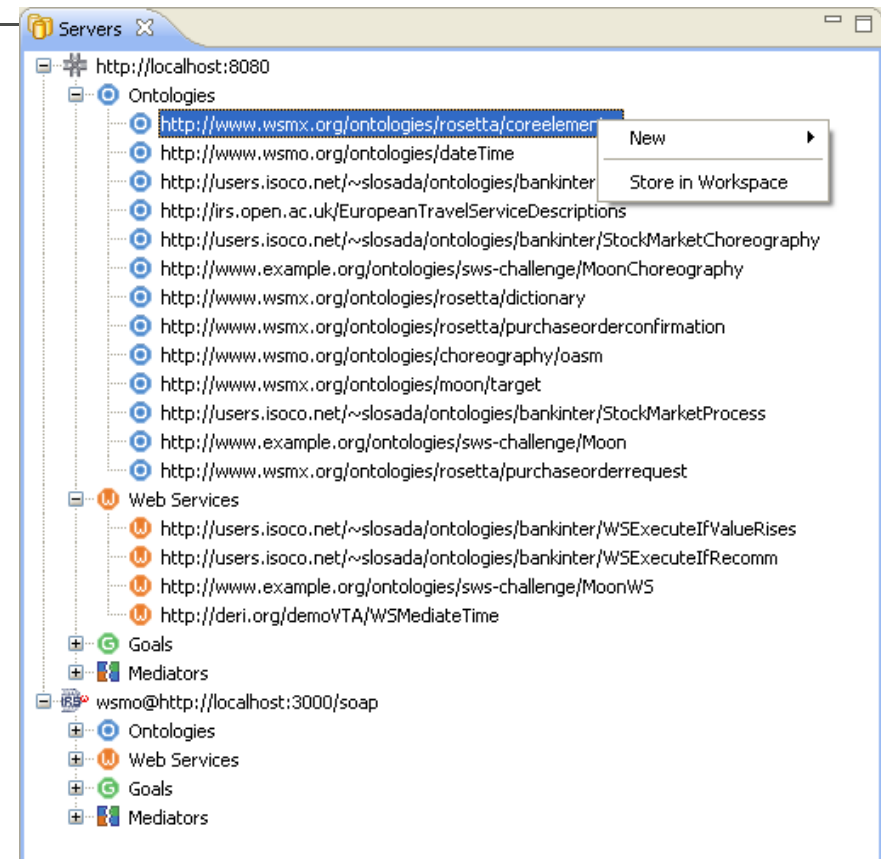 Servers
http://localhost:8080
Ontologies
http://www.wsmx.org/ontologies/rosetta/coreelement
New
http://www.wsmo.org/ontologies/dateTime
http://users.isoco.net/~slosada/ontologies/bankinter
Store in Workspace
http://irs.open.ac.uk/EuropeanTravelServiceDescriptions
http://users.isoco.net/~slosada/ontologies/bankinter/StockMarketChoreography
http://www.example.org/ontologies/sws-challenge/MoonChoreography
http://www.wsmx.org/ontologies/rosetta/dictionary
http://www.wsmx.org/ontologies/rosetta/purchaseorderconfirmation
http://www.wsmo.org/ontologies/choreography/oasm
http://www.wsmx.org/ontologies/moon/target
http://users.isoco.net/~slosada/ontologies/bankinter/StockMarketProcess
http://www.example.org/ontologies/sws-challenge/Moon
http://www.wsmx.org/ontologies/rosetta/purchaseorderrequest
Web Services
http://users.isoco.net/~slosada/ontologies/bankinter/WSExecuteIfValueRises
http://users.isoco.net/~slosada/ontologies/bankinter/WSExecuteIfRecomm
http://www.example.org/ontologies/sws-challenge/MoonWS
http://deri.org/demoVTA/WSMediateTime
Goals
Mediators
wsmo@http://localhost:3000/soap
Ontologies
Web Services
Goals
Mediators